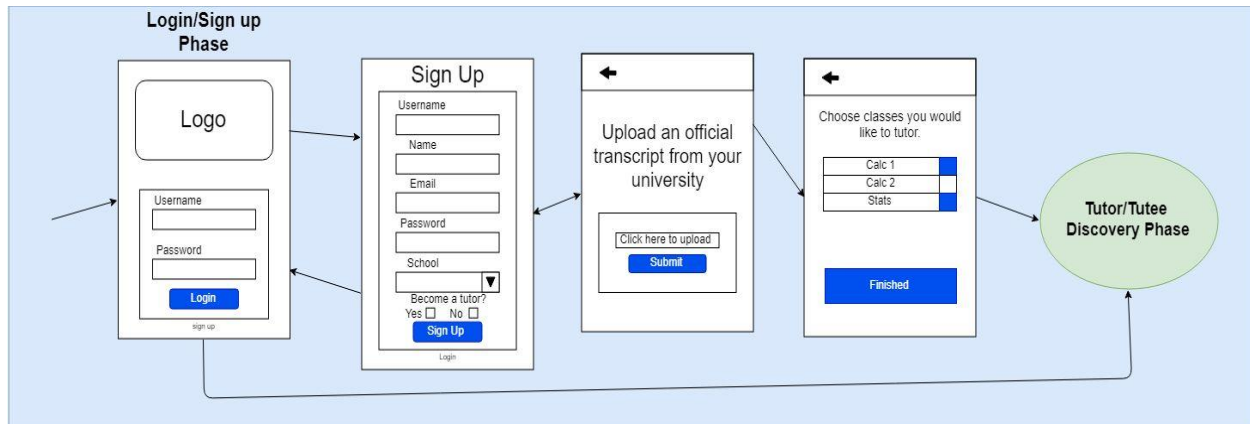 Login/Sign up
Phase
Logo
Username
Password
Login
sign up
Sign Up
Username
Name
Email
Password
School
Become a tutor?
Yes No
Sign Up
Login
Upload an official
transcript from your
university
Click here to upload
Submit
Choose classes you would
like to tutor.
Calc 1
Calc 2
Stats
Finished
Tutor/Tutee
Discovery Phase